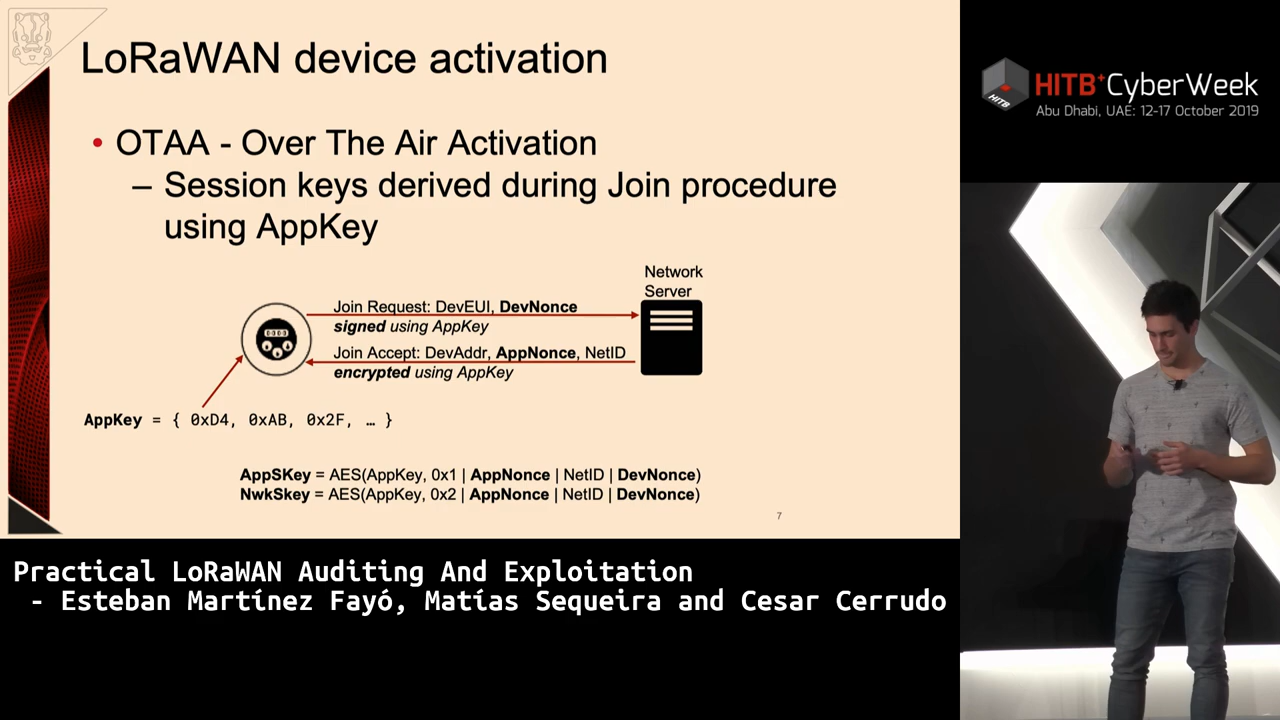 LoRaWAN device activation
• OTAA - Over The Air Activation
– Session keys derived during Join procedure
using AppKey
Network
Server
Join Request: DevEUI, DevNonce
signed using AppKey
Join Accept: DevAddr, AppNonce, NetID
encrypted using AppKey
AppKey = { 0xD4, 0xAB, 0x2F, … }
AppSKey = AES(AppKey, 0x1 | AppNonce | NetID | DevNonce)
NwkSkey = AES(AppKey, 0x2 | AppNonce | NetID | DevNonce)
7
HITB
HITB+CyberWeek
Abu Dhabi, UAE: 12-17 October 2019
Practical LoRaWAN Auditing And Exploitation
- Esteban Martínez Fayó, Matías Sequeira and Cesar Cerrudo